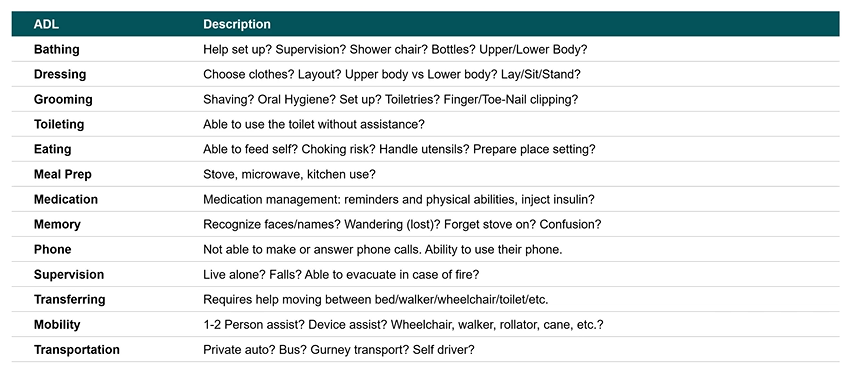 ADL Description
Bathing Help set up? Supervision? Shower chair? Bottles? Upper/Lower Body?
Dressing Choose clothes? Layout? Upper body vs Lower body? Lay/Sit/Stand?
Grooming Shaving? Oral Hygiene? Set up? Toiletries? Finger/Toe-Nail clipping?
Toileting Able to use the toilet without assistance?
Eating Able to feed self? Choking risk? Handle utensils? Prepare place setting?
Meal Prep Stove, microwave, kitchen use?
Medication Medication management: reminders and physical abilities, inject insulin?
Memory Recognize faces/names? Wandering (lost)? Forget stove on? Confusion?
Phone Not able to make or answer phone calls. Ability to use their phone.
Supervision Live alone? Falls? Able to evacuate in case of fire?
Transferring Requires help moving between bed/walker/wheelchair/toilet/etc.
Mobility 1-2 Person assist? Device assist? Wheelchair, walker, rollator, cane, etc.?
Transportation Private auto? Bus? Gurney transport? Self driver?